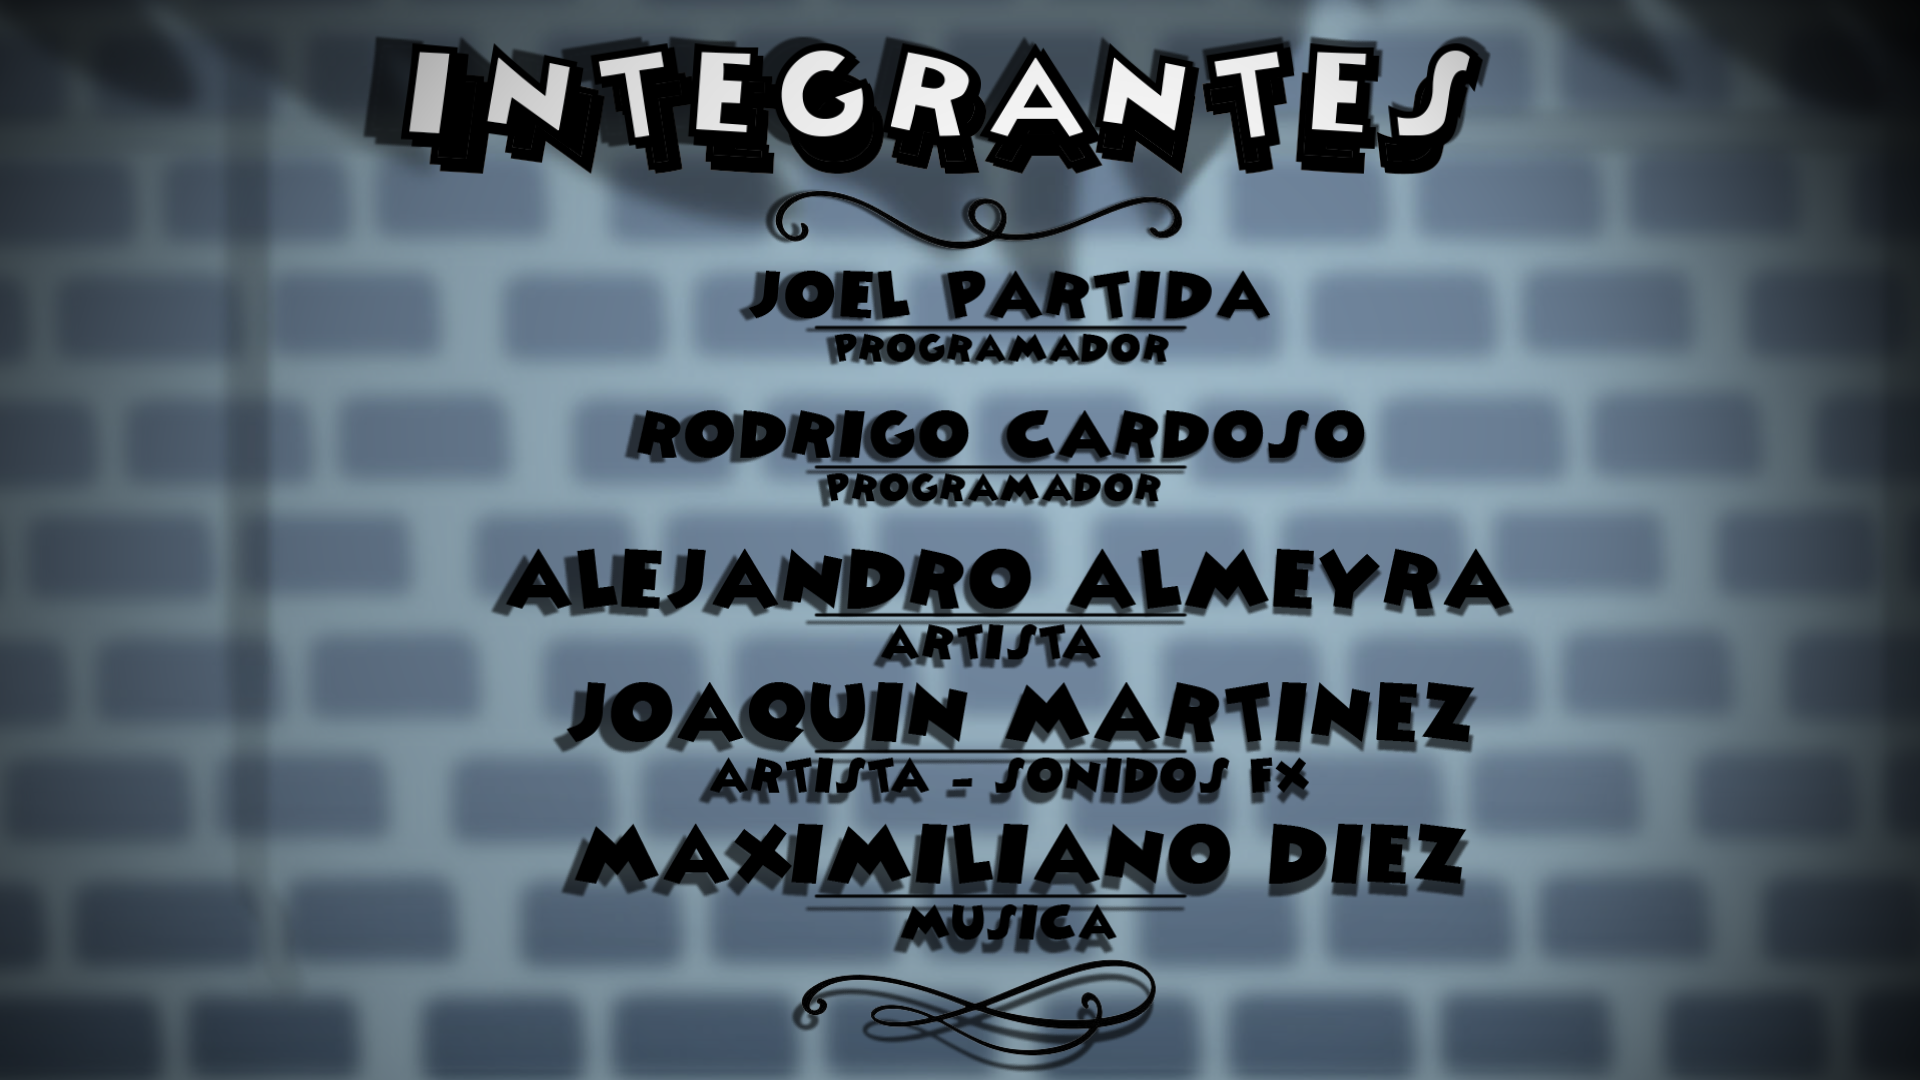 INTEGRANTES
JOEL PARTIDA
PROGRAMADOR
RODRIGO CARDOSO
PROGRAMADOR
ALEJANDRO ALMEYRA
ARTISTA
JOAQUIN MARTINEZ
ARTISTA - SONIDOS FX
MAXIMILIANO DIEZ
MUSICA